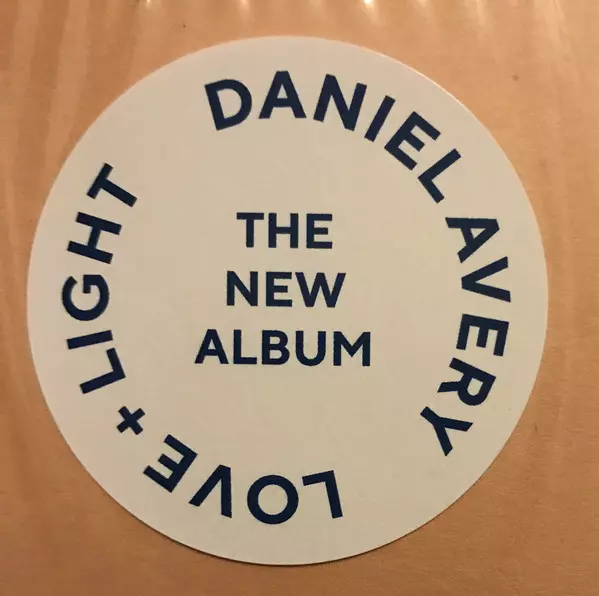 DANIEL AVERY
LOVE + LIGHT
THE
NEW
ALBUM